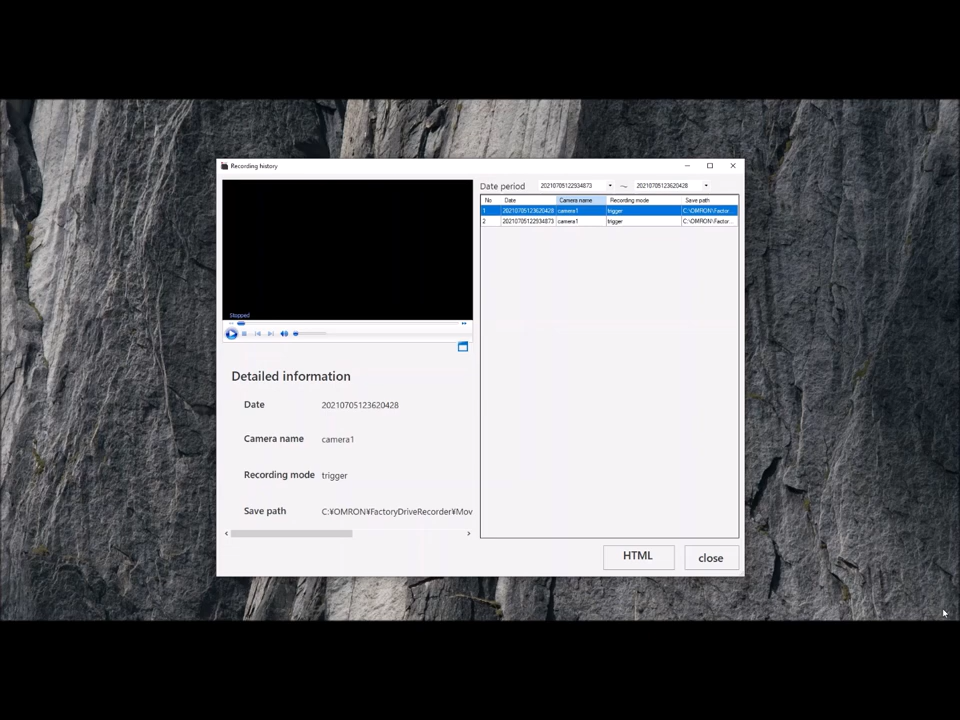 Recording history
Date period 20210705122934873 ～ 20210705123620428
No Date Camera name Recording mode Save path
1 20210705123620428 camera1 trigger C:\OMRON\Factor...
2 20210705122934873 camera1 trigger C:\OMRON\Factor...
Stopped
Detailed information
Date 20210705123620428
Camera name camera1
Recording mode trigger
Save path C:¥OMRON¥FactoryDriveRecorder¥Mov
HTML close